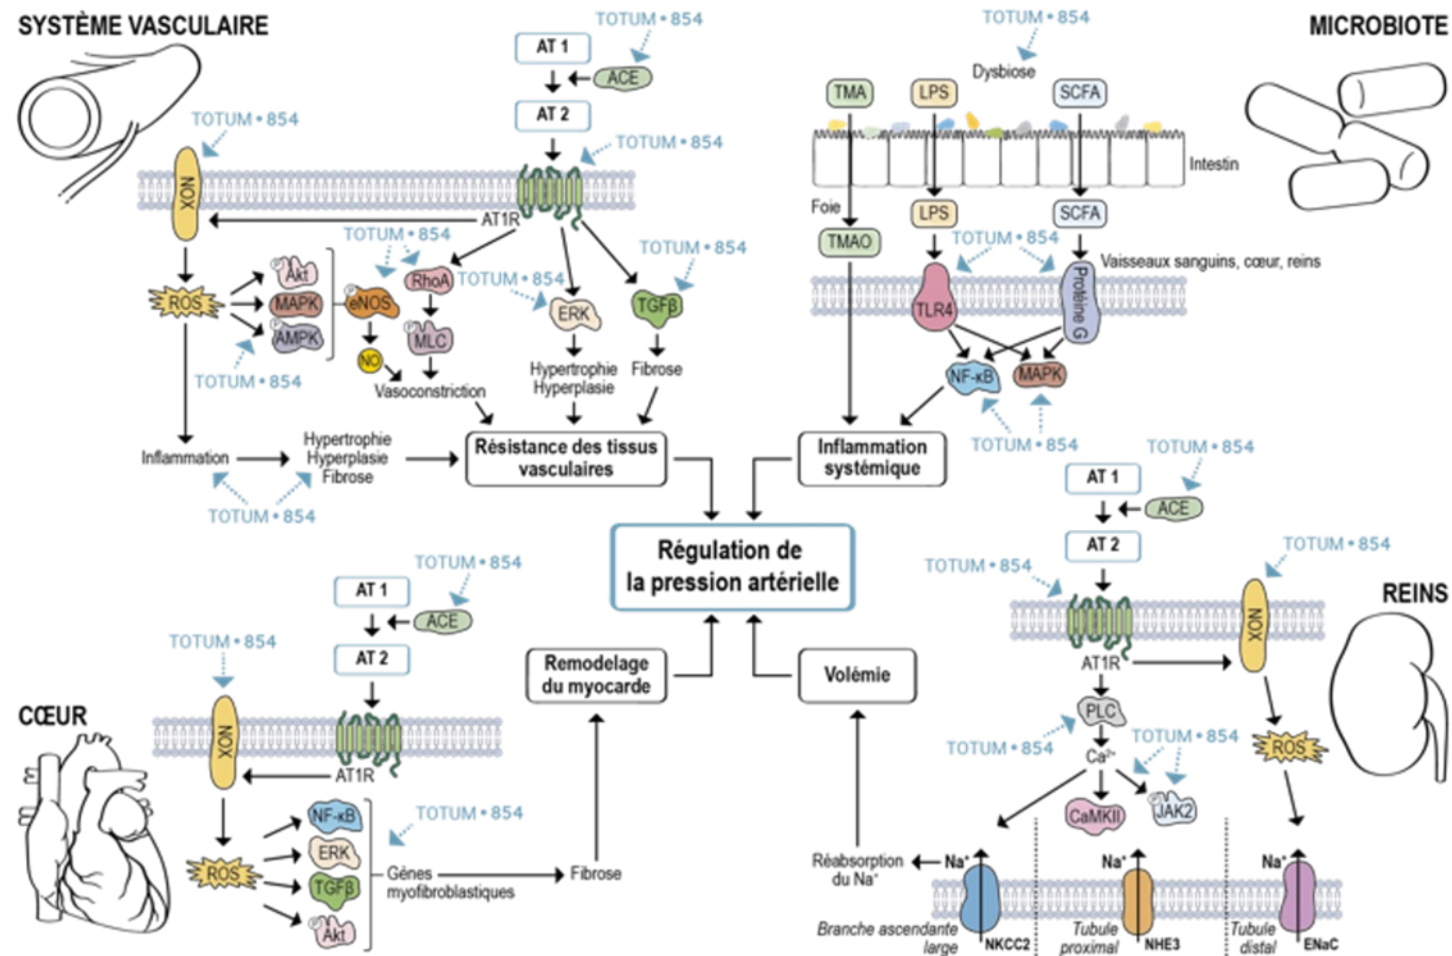 SYSTÈME VASCULAIRE
TOTUM•854
AT 1
ACE
AT 2
TOTUM•854
TOTUM•854
NOX
AT1R
TOTUM•854
TOTUM•854
TOTUM•854
ROS
P
Akt
MAPK
P
AMPK
P
eNOS
RhoA
P
MLC
NO
ERK
TGFβ
TOTUM•854
Vasoconstriction
Hypertrophie
Hyperplasie
Fibrose
Inflammation
Hypertrophie
Hyperplasie
Fibrose
TOTUM•854
Résistance des tissus
vasculaires
MICROBIOTE
TOTUM•854
Dysbiose
TMA
LPS
SCFA
Intestin
Foie
TMAO
LPS
SCFA
TOTUM•854
Vaisseaux sanguins, cœur, reins
TLR4
Protéine G
NF-κB
MAPK
TOTUM•854
Inflammation
systémique
Régulation de
la pression artérielle
CŒUR
TOTUM•854
AT 1
ACE
AT 2
TOTUM•854
NOX
AT1R
ROS
NF-κB
ERK
TGFβ
P
Akt
TOTUM•854
Gènes
myofibroblastiques
Fibrose
Remodelage
du myocarde
REINS
TOTUM•854
AT 1
ACE
AT 2
TOTUM•854
TOTUM•854
NOX
AT1R
PLC
TOTUM•854
TOTUM•854
Ca²⁺
CaMKII
P
JAK2
ROS
Volémie
Réabsorption
du Na⁺
Na⁺
Na⁺
Na⁺
Branche ascendante
large
NKCC2
Tubule
proximal
NHE3
Tubule
distal
ENaC